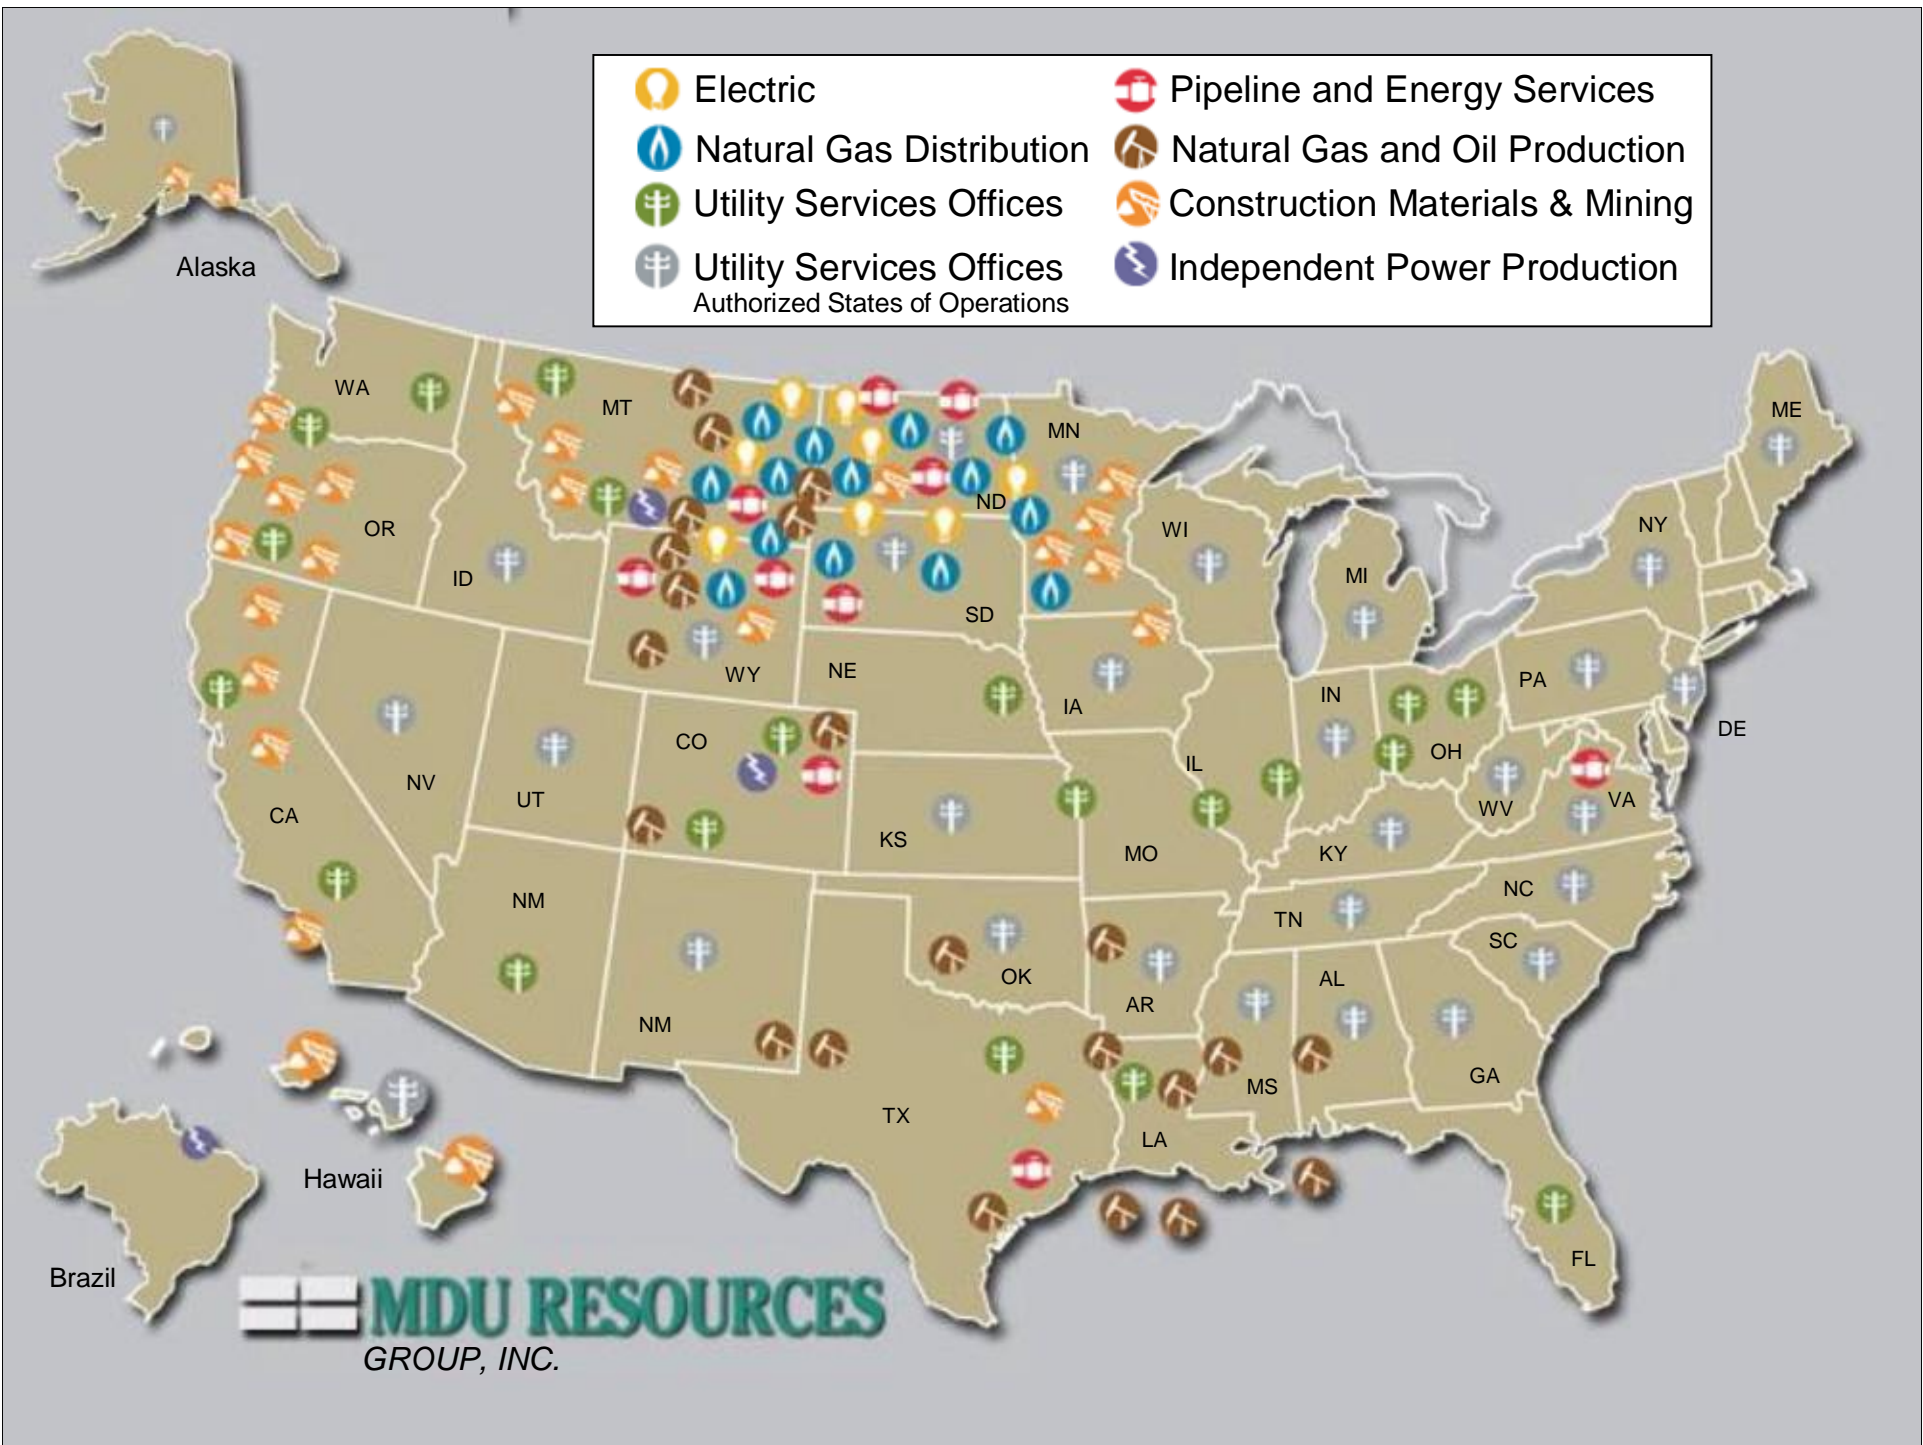 Electric
Pipeline and Energy Services
Natural Gas Distribution
Natural Gas and Oil Production
Utility Services Offices
Construction Materials & Mining
Utility Services Offices
Authorized States of Operations
Independent Power Production
Alaska
WA
MT
MN
ME
ND
OR
WI
NY
ID
MI
SD
WY
NE
IN
PA
IA
DE
CO
OH
IL
NV
UT
WV
VA
CA
KS
MO
KY
NM
NC
TN
SC
OK
AL
AR
NM
GA
MS
TX
LA
Hawaii
FL
Brazil
MDU RESOURCES
GROUP, INC.